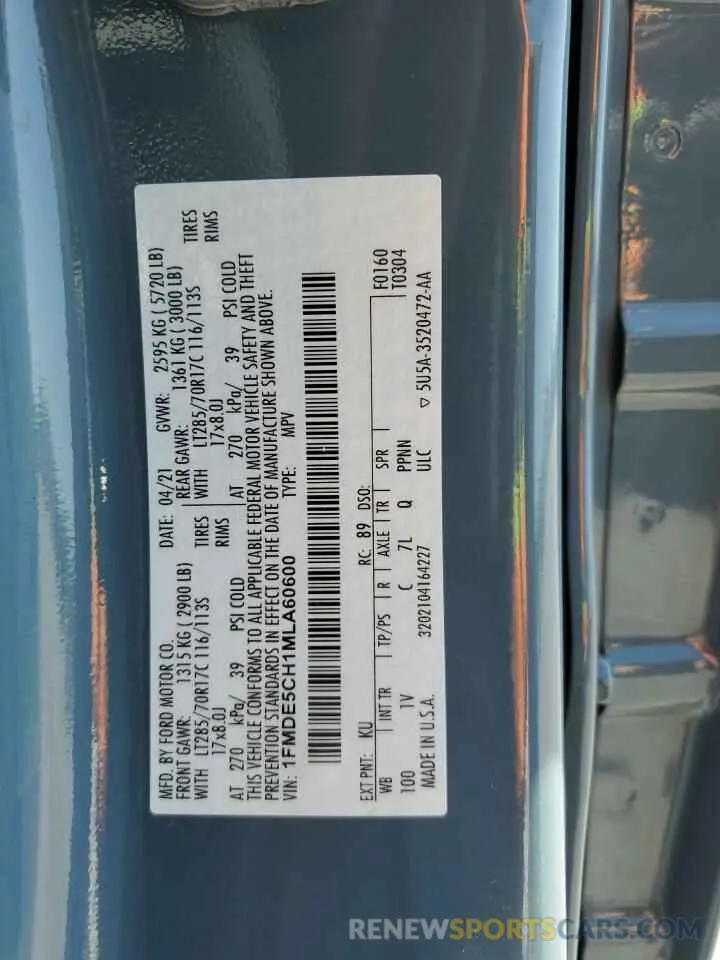 MFD. BY FORD MOTOR CO. DATE: 04/21 GVWR: 2595 KG ( 5720 LB)
FRONT GAWR: 1315 KG ( 2900 LB) REAR GAWR: 1361 KG ( 3000 LB)
WITH LT285/70R17C 116/113S TIRES WITH LT285/70R17C 116/113S TIRES
17x8.0J RIMS 17x8.0J RIMS
AT 270 kPa/ 39 PSI COLD AT 270 kPa/ 39 PSI COLD
THIS VEHICLE CONFORMS TO ALL APPLICABLE FEDERAL MOTOR VEHICLE SAFETY AND THEFT
PREVENTION STANDARDS IN EFFECT ON THE DATE OF MANUFACTURE SHOWN ABOVE.
VIN: 1FMDE5CH1MLA60600 TYPE: MPV
EXT PNT: KU RC: 89 DSO: F0160
WB INT TR TP/PS R AXLE TR SPR T0304
100 1V C 7L Q PPNN
MADE IN U.S.A. 3202104164227 ULC ▽ 5U5A-3520472-AA
RENEWSPORTSCARS.COM